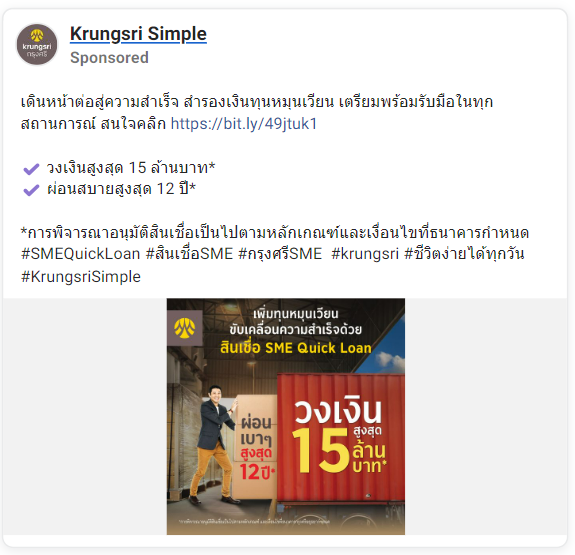 krungsri
กรุงศรี
Krungsri Simple
Sponsored
เดินหน้าต่อสู่ความสำเร็จ สำรองเงินทุนหมุนเวียน เตรียมพร้อมรับมือในทุก
สถานการณ์ สนใจคลิก https://bit.ly/49jtuk1
วงเงินสูงสุด 15 ล้านบาท*
ผ่อนสบายสูงสุด 12 ปี*
*การพิจารณาอนุมัติสินเชื่อเป็นไปตามหลักเกณฑ์และเงื่อนไขที่ธนาคารกำหนด
#SMEQuickLoan #สินเชื่อSME #กรุงศรีSME #krungsri #ชีวิตง่ายได้ทุกวัน
#KrungsriSimple
เพิ่มทุนหมุนเวียน
ขับเคลื่อนความสำเร็จด้วย
สินเชื่อ SME Quick Loan
ผ่อน
เบาๆ
สูงสุด
12 ปี*
วงเงิน
สูงสุด
15 ล้าน
บาท*